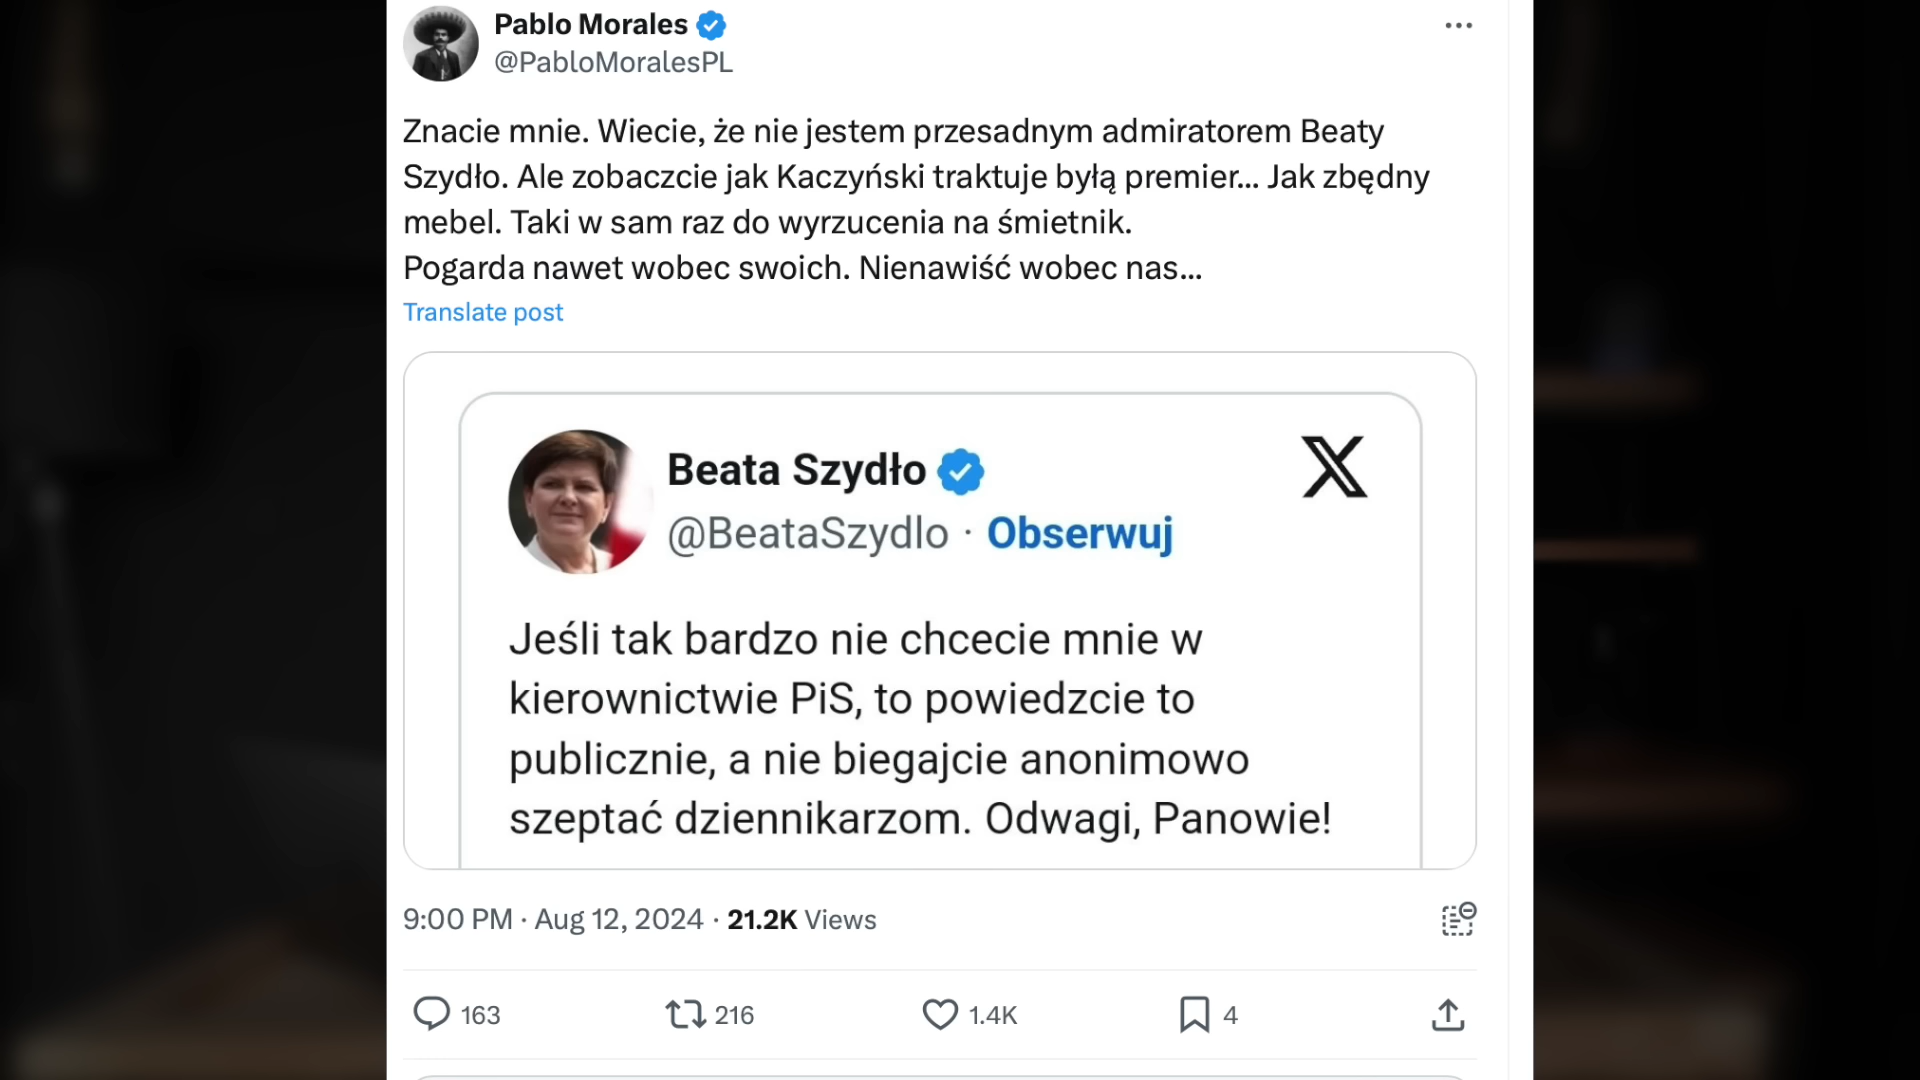 Pablo Morales
@PabloMoralesPL
Znacie mnie. Wiecie, że nie jestem przesadnym admiratorem Beaty
Szydło. Ale zobaczcie jak Kaczyński traktuje byłą premier... Jak zbędny
mebel. Taki w sam raz do wyrzucenia na śmietnik.
Pogarda nawet wobec swoich. Nienawiść wobec nas...
Translate post
Beata Szydło
@BeataSzydlo · Obserwuj
Jeśli tak bardzo nie chcecie mnie w
kierownictwie PiS, to powiedzcie to
publicznie, a nie biegajcie anonimowo
szeptać dziennikarzom. Odwagi, Panowie!
9:00 PM · Aug 12, 2024 · 21.2K Views
163 216 1.4K 4